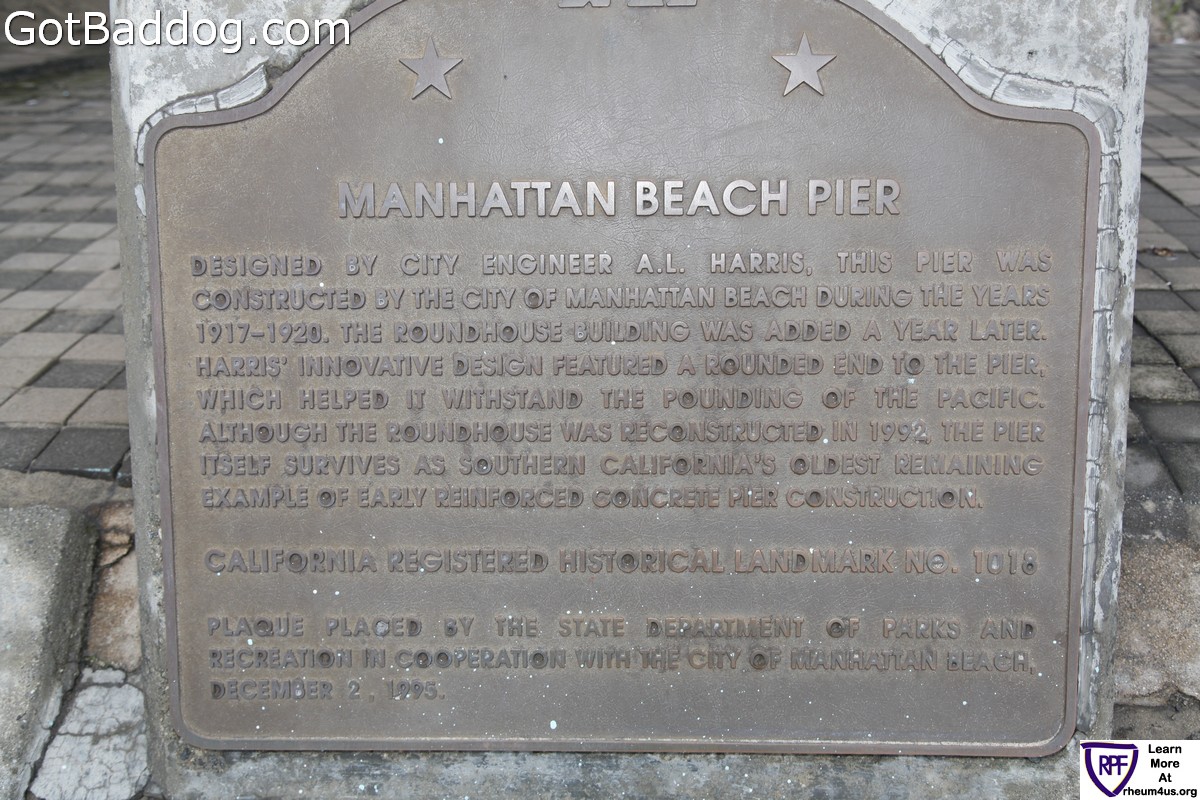 GotBaddog.com
MANHATTAN BEACH PIER
DESIGNED BY CITY ENGINEER A.L. HARRIS, THIS PIER WAS
CONSTRUCTED BY THE CITY OF MANHATTAN BEACH DURING THE YEARS
1917-1920. THE ROUNDHOUSE BUILDING WAS ADDED A YEAR LATER.
HARRIS' INNOVATIVE DESIGN FEATURED A ROUNDED END TO THE PIER,
WHICH HELPED IT WITHSTAND THE POUNDING OF THE PACIFIC.
ALTHOUGH THE ROUNDHOUSE WAS RECONSTRUCTED IN 1992, THE PIER
ITSELF SURVIVES AS SOUTHERN CALIFORNIA'S OLDEST REMAINING
EXAMPLE OF EARLY REINFORCED CONCRETE PIER CONSTRUCTION.
CALIFORNIA REGISTERED HISTORICAL LANDMARK NO. 1018
PLAQUE PLACED BY THE STATE DEPARTMENT OF PARKS AND
RECREATION IN COOPERATION WITH THE CITY OF MANHATTAN BEACH,
DECEMBER 2, 1995.
RPF
Learn
More
At
rheum4us.org